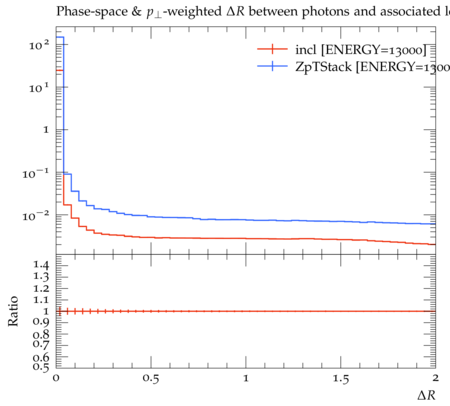 Phase-space & p⊥-weighted ΔR between photons and associated le
incl [ENERGY=13000]
ZpTStack [ENERGY=1300
10²
10¹
1
10⁻¹
10⁻²
Ratio
1.4
1.3
1.2
1.1
1
0.9
0.8
0.7
0.6
0.5
0 0.5 1 1.5 2
ΔR